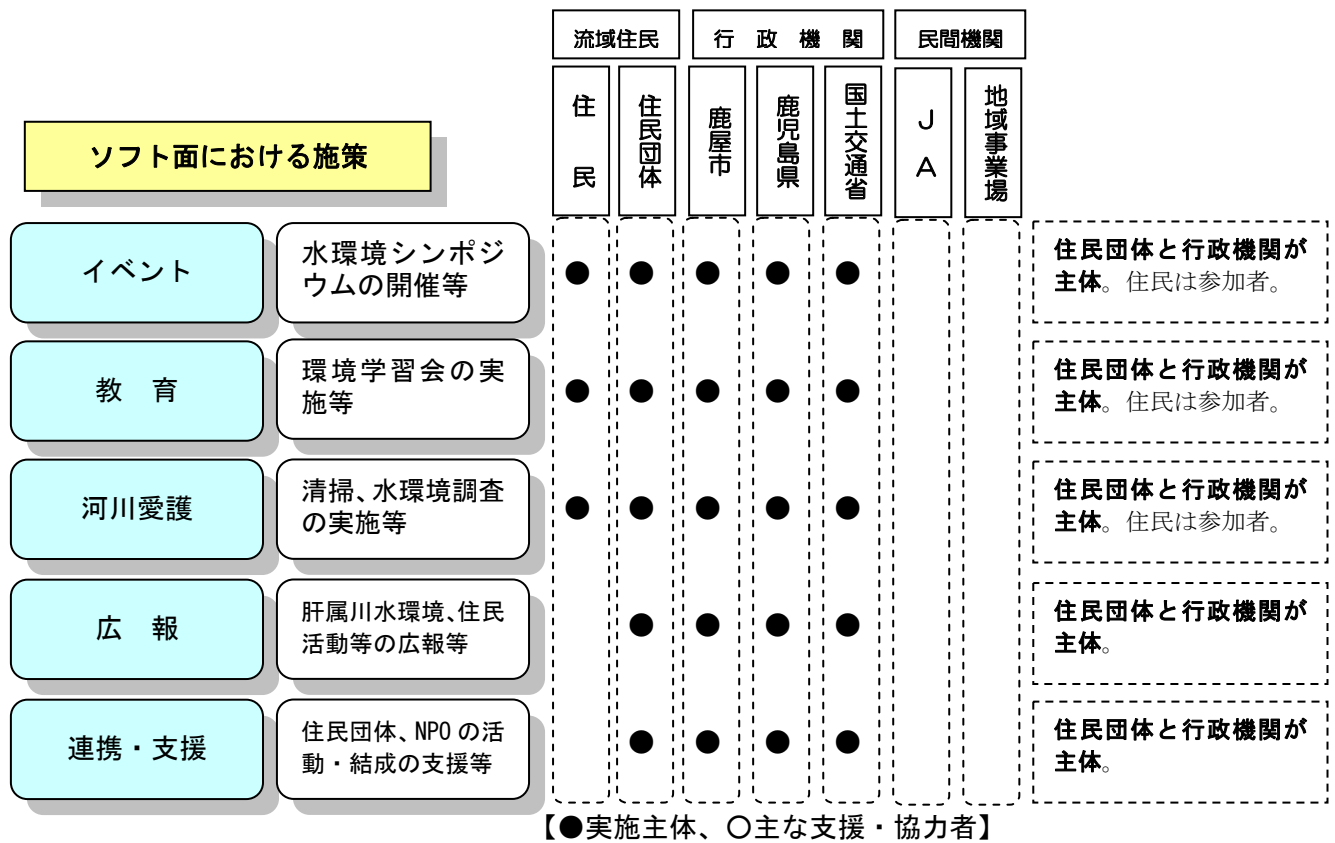 流域住民 行政機関 民間機関
住民 住民団体 鹿屋市 鹿児島県 国土交通省 JA 地域事業場
ソフト面における施策
イベント
水環境シンポジ
ウムの開催等
● ● ● ● ●
住民団体と行政機関が
主体。住民は参加者。
教 育
環境学習会の実
施等
● ● ● ● ●
住民団体と行政機関が
主体。住民は参加者。
河川愛護
清掃、水環境調査
の実施等
● ● ● ● ●
住民団体と行政機関が
主体。住民は参加者。
広 報
肝属川水環境、住民
活動等の広報等
● ● ● ●
住民団体と行政機関が
主体。
連携・支援
住民団体、NPO の活
動・結成の支援等
● ● ● ●
住民団体と行政機関が
主体。
【●実施主体、○主な支援・協力者】